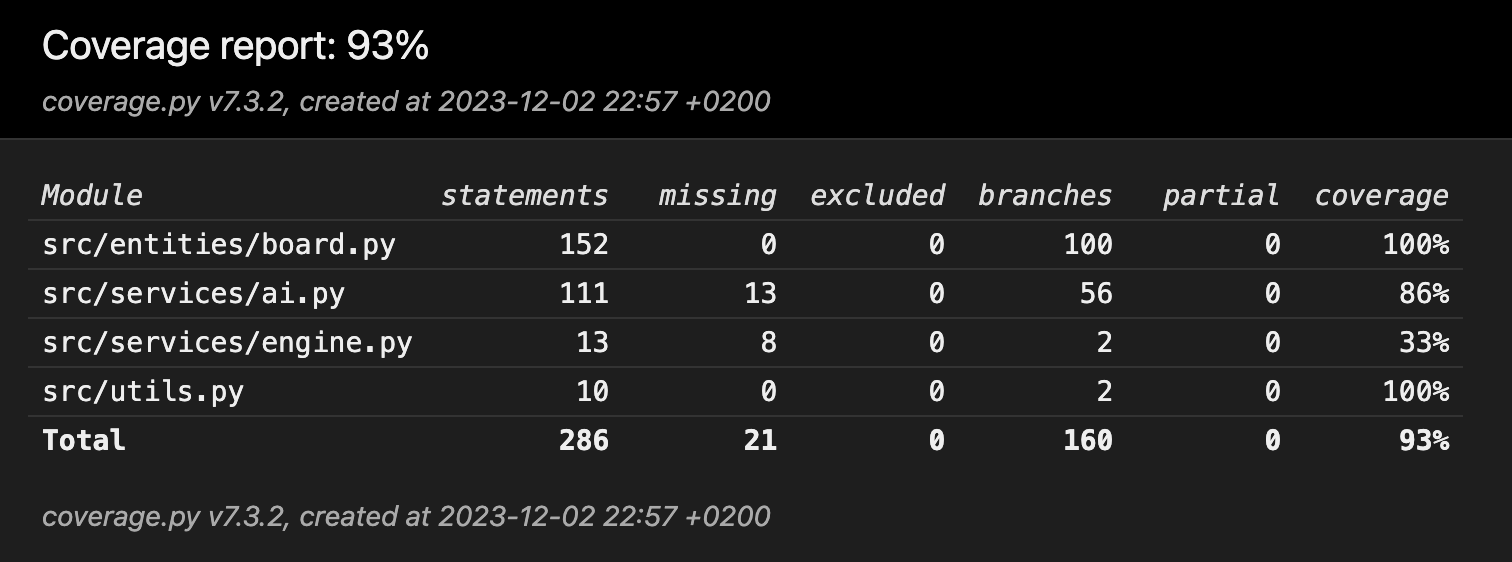 Coverage report: 93%
coverage.py v7.3.2, created at 2023-12-02 22:57 +0200
Module statements missing excluded branches partial coverage
src/entities/board.py 152 0 0 100 0 100%
src/services/ai.py 111 13 0 56 0 86%
src/services/engine.py 13 8 0 2 0 33%
src/utils.py 10 0 0 2 0 100%
Total 286 21 0 160 0 93%
coverage.py v7.3.2, created at 2023-12-02 22:57 +0200